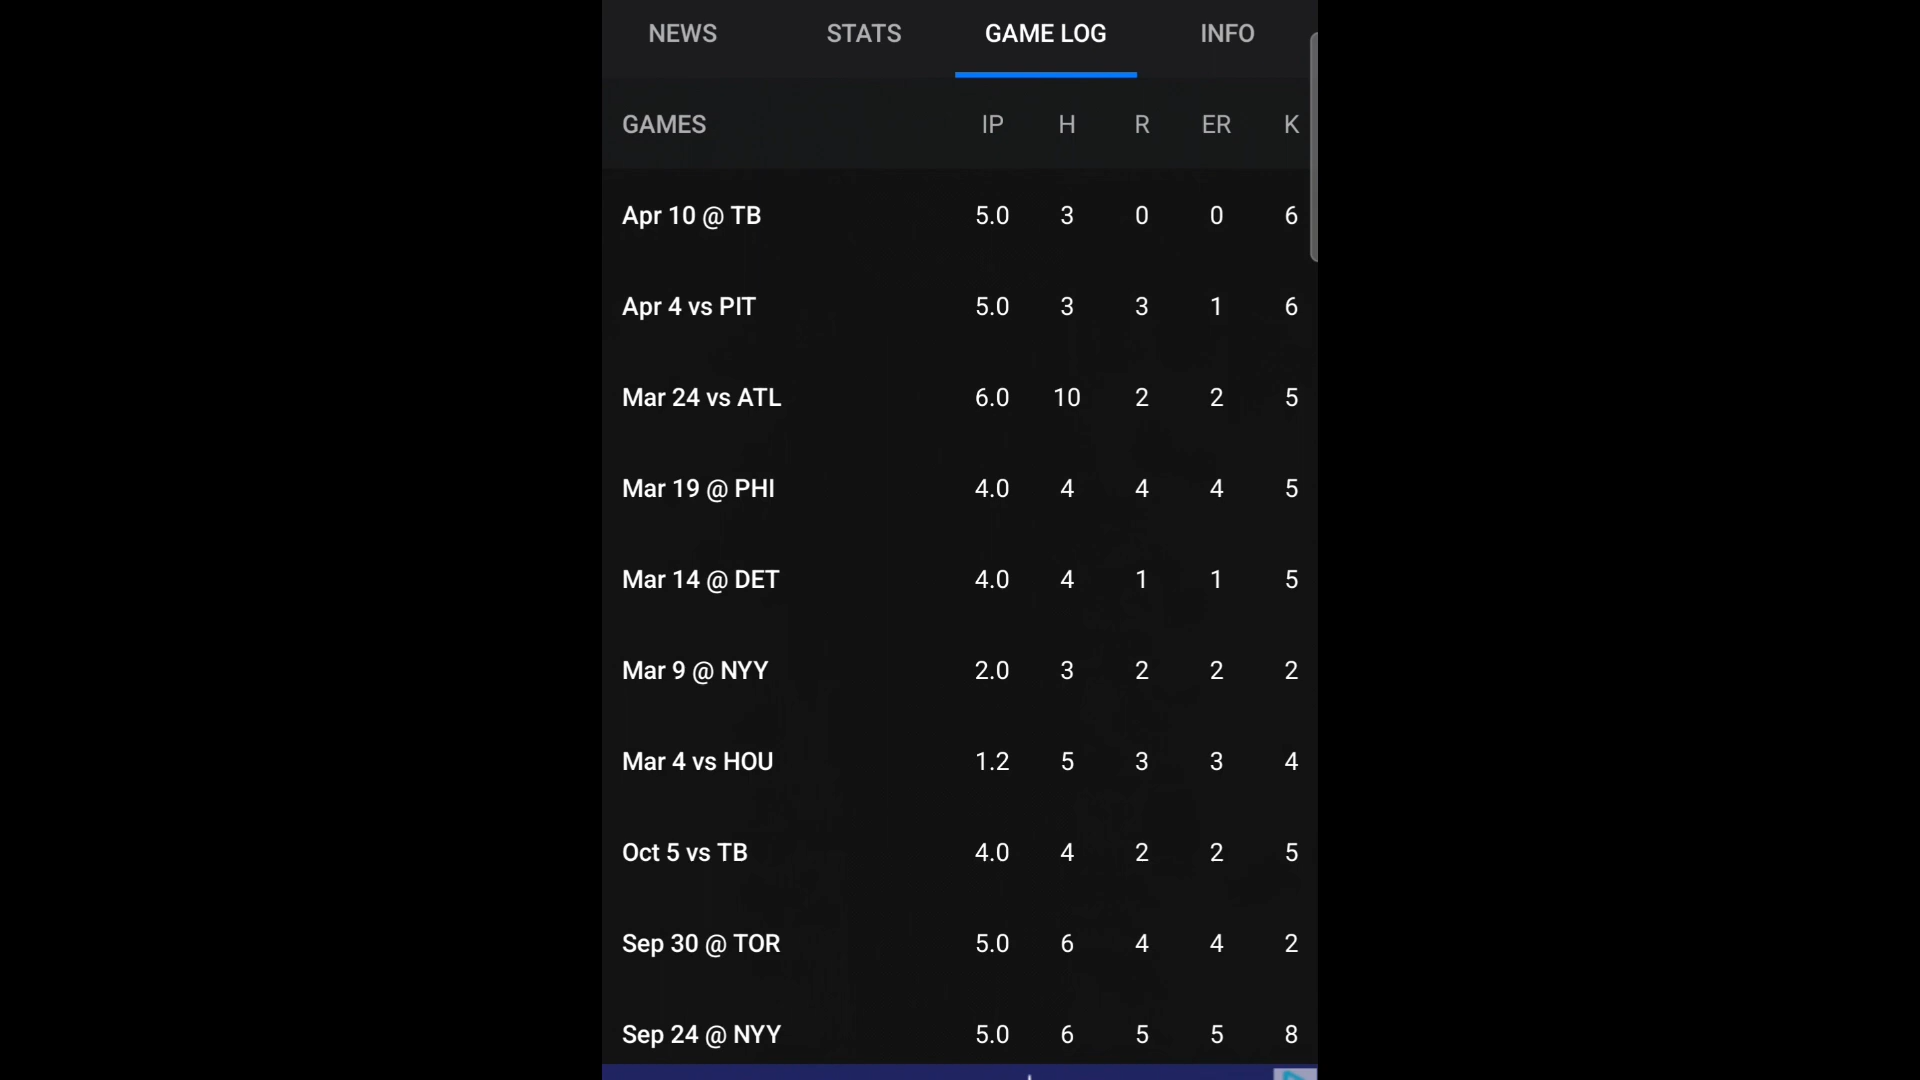 NEWS STATS GAME LOG INFO
GAMES IP H R ER K
Apr 10 @ TB 5.0 3 0 0 6
Apr 4 vs PIT 5.0 3 3 1 6
Mar 24 vs ATL 6.0 10 2 2 5
Mar 19 @ PHI 4.0 4 4 4 5
Mar 14 @ DET 4.0 4 1 1 5
Mar 9 @ NYY 2.0 3 2 2 2
Mar 4 vs HOU 1.2 5 3 3 4
Oct 5 vs TB 4.0 4 2 2 5
Sep 30 @ TOR 5.0 6 4 4 2
Sep 24 @ NYY 5.0 6 5 5 8